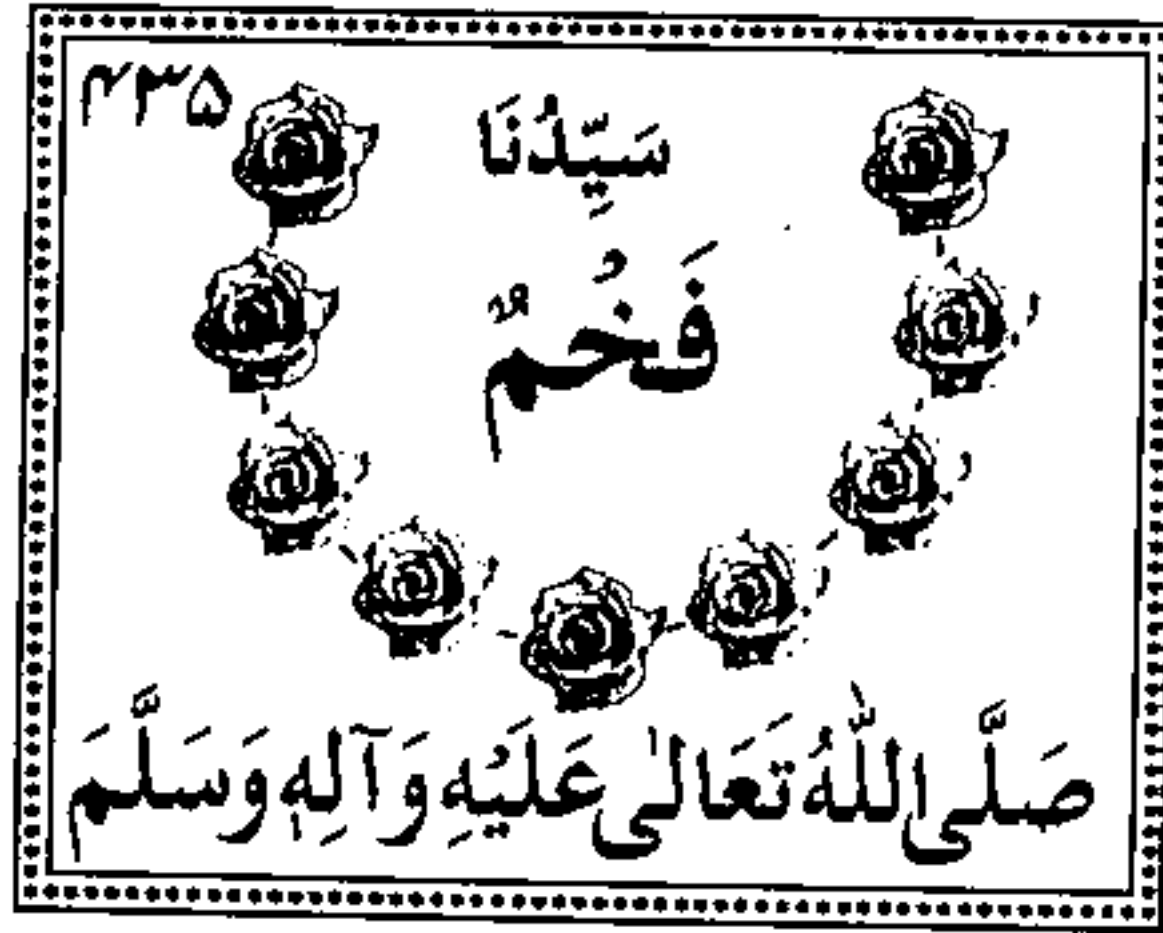 ۴۳۵
سَيِّدُنَا
فَخُمٌ
صَلَّى اللّٰهُ تَعَالٰى عَلَيْهِ وَآلِهٖ وَسَلَّمَ